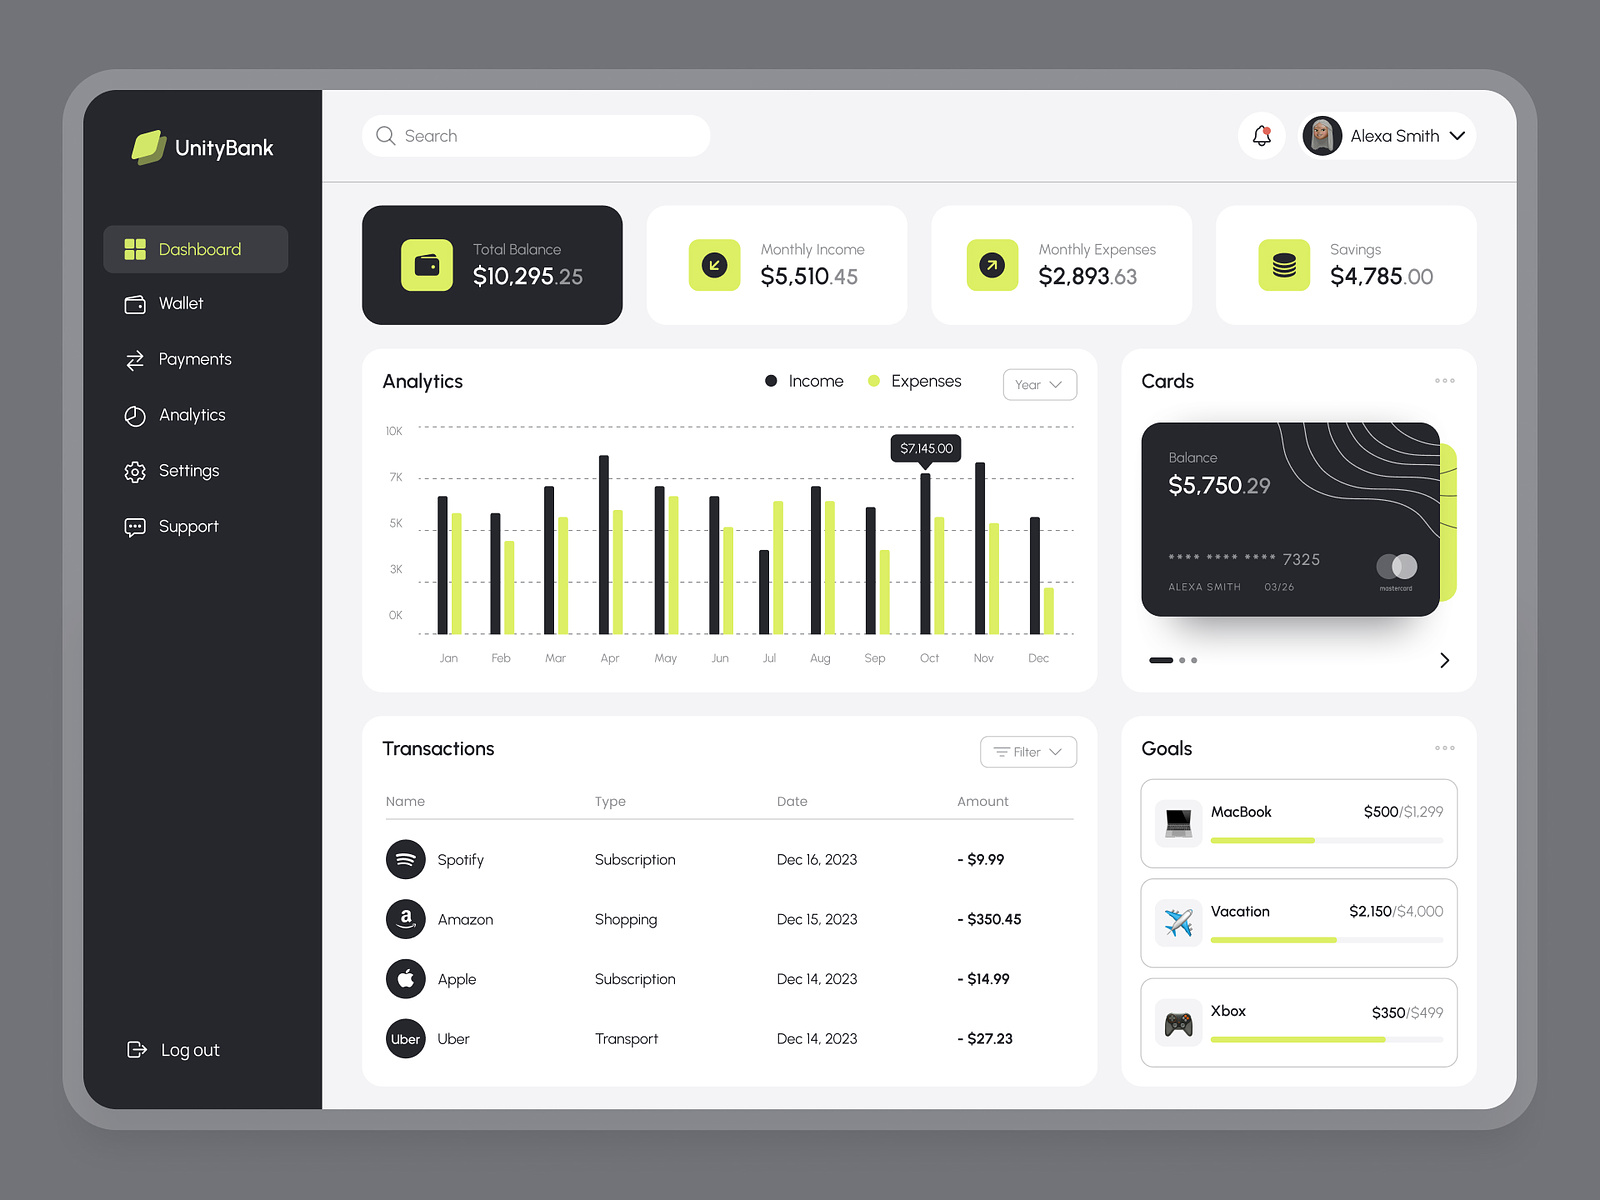 UnityBank
Search
Alexa Smith
Dashboard
Wallet
Payments
Analytics
Settings
Support
Log out
Total Balance
$10,295.25
Monthly Income
$5,510.45
Monthly Expenses
$2,893.63
Savings
$4,785.00
Analytics
Income
Expenses
Year
10K
7K
5K
3K
0K
$7,145.00
Jan Feb Mar Apr May Jun Jul Aug Sep Oct Nov Dec
Cards
Balance
$5,750.29
**** **** **** 7325
ALEXA SMITH 03/26
mastercard
Transactions
Filter
Name Type Date Amount
Spotify Subscription Dec 16, 2023 - $9.99
a Amazon Shopping Dec 15, 2023 - $350.45
Apple Subscription Dec 14, 2023 - $14.99
Uber Uber Transport Dec 14, 2023 - $27.23
Goals
MacBook $500/$1,299
Vacation $2,150/$4,000
Xbox $350/$499